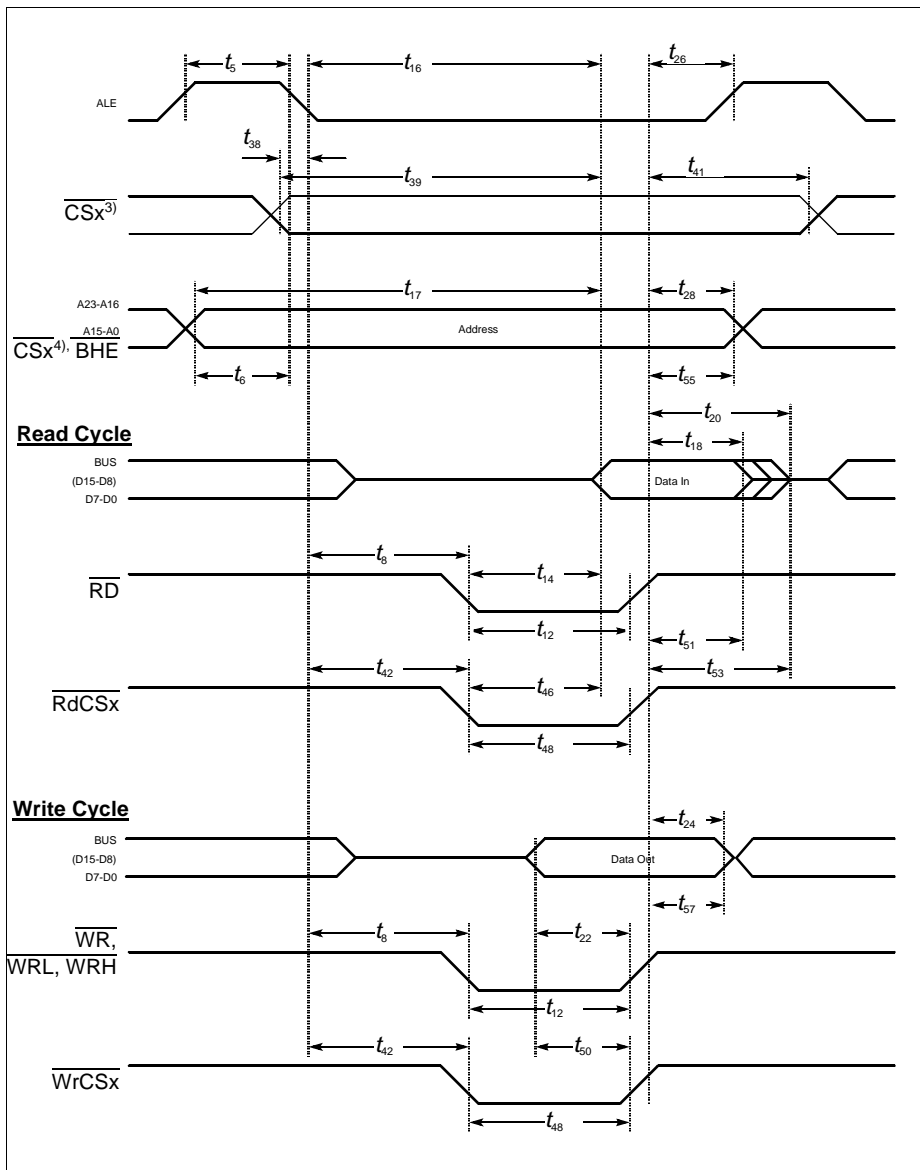 t5
t16
t26
ALE
t38
t39
t41
CSx3)
t17
t28
A23-A16
A15-A0
Address
CSx4), BHE
t6
t55
t20
Read Cycle
t18
BUS
(D15-D8)
Data In
D7-D0
t8
t14
RD
t12
t51
t42
t46
t53
RdCSx
t48
Write Cycle
t24
BUS
(D15-D8)
Data Out
D7-D0
t57
WR,
t8
t22
WRL, WRH
t12
t42
t50
WrCSx
t48